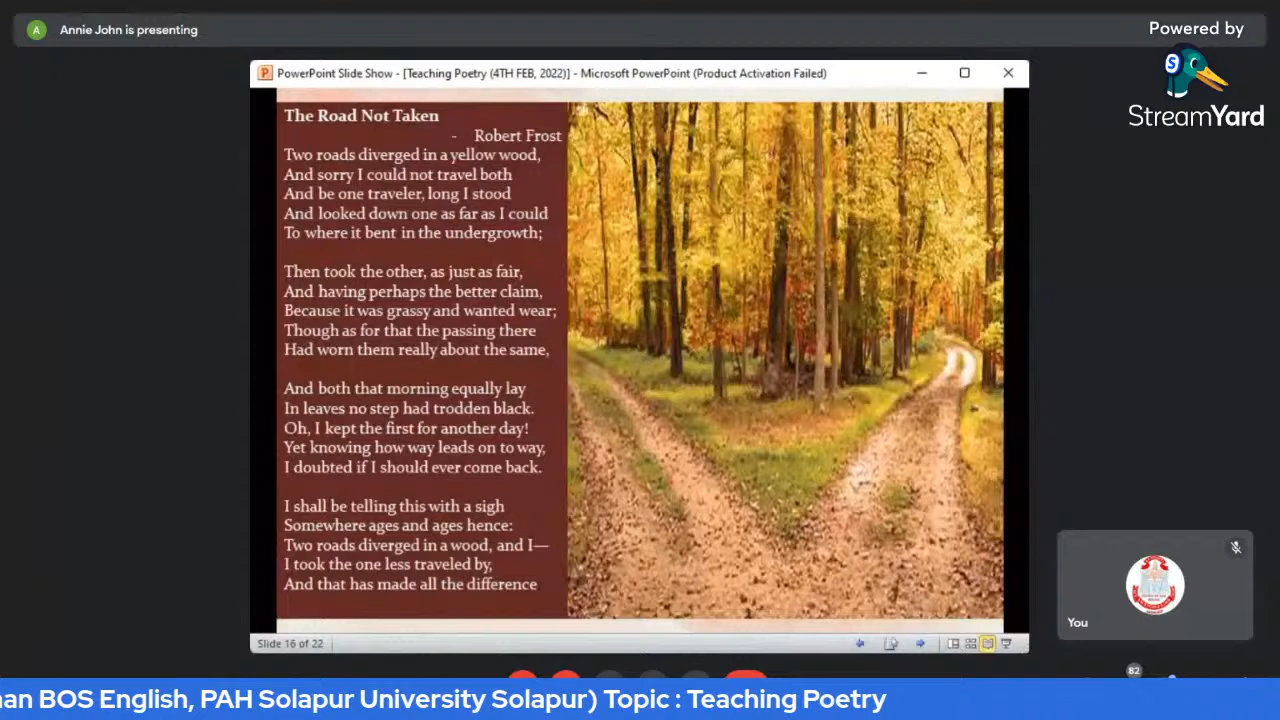 A
Annie John is presenting
Powered by
S
StreamYard
P
PowerPoint Slide Show - [Teaching Poetry (4TH FEB, 2022)] - Microsoft PowerPoint (Product Activation Failed)
The Road Not Taken
- Robert Frost
Two roads diverged in a yellow wood,
And sorry I could not travel both
And be one traveler, long I stood
And looked down one as far as I could
To where it bent in the undergrowth;
Then took the other, as just as fair,
And having perhaps the better claim,
Because it was grassy and wanted wear;
Though as for that the passing there
Had worn them really about the same,
And both that morning equally lay
In leaves no step had trodden black.
Oh, I kept the first for another day!
Yet knowing how way leads on to way,
I doubted if I should ever come back.
I shall be telling this with a sigh
Somewhere ages and ages hence:
Two roads diverged in a wood, and I—
I took the one less traveled by,
And that has made all the difference
Slide 16 of 22
You
82
nan BOS English, PAH Solapur University Solapur) Topic : Teaching Poetry